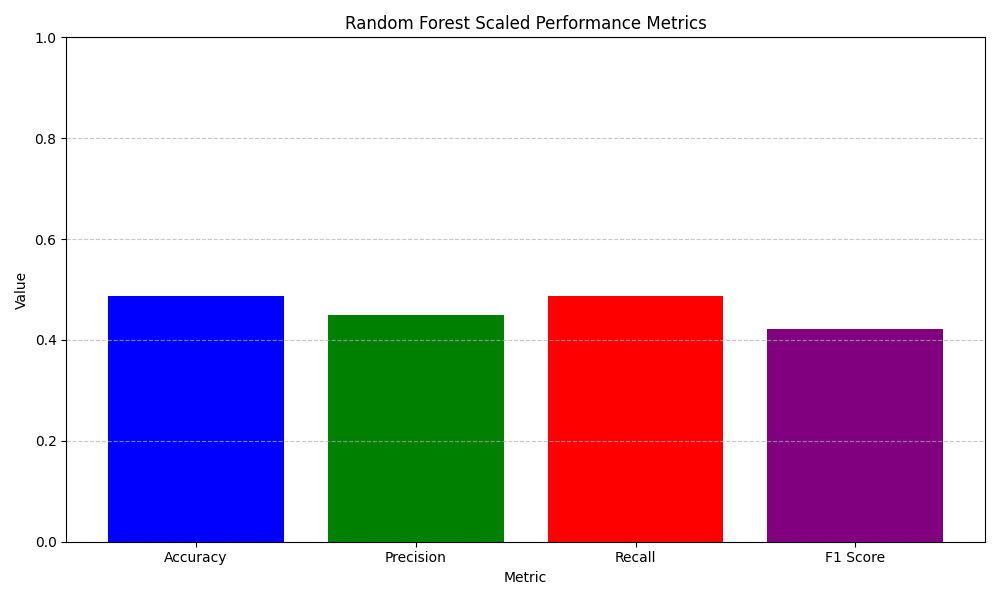 Random Forest Scaled Performance Metrics
1.0
0.8
0.6
0.4
0.2
0.0
Value
Accuracy Precision Recall F1 Score
Metric